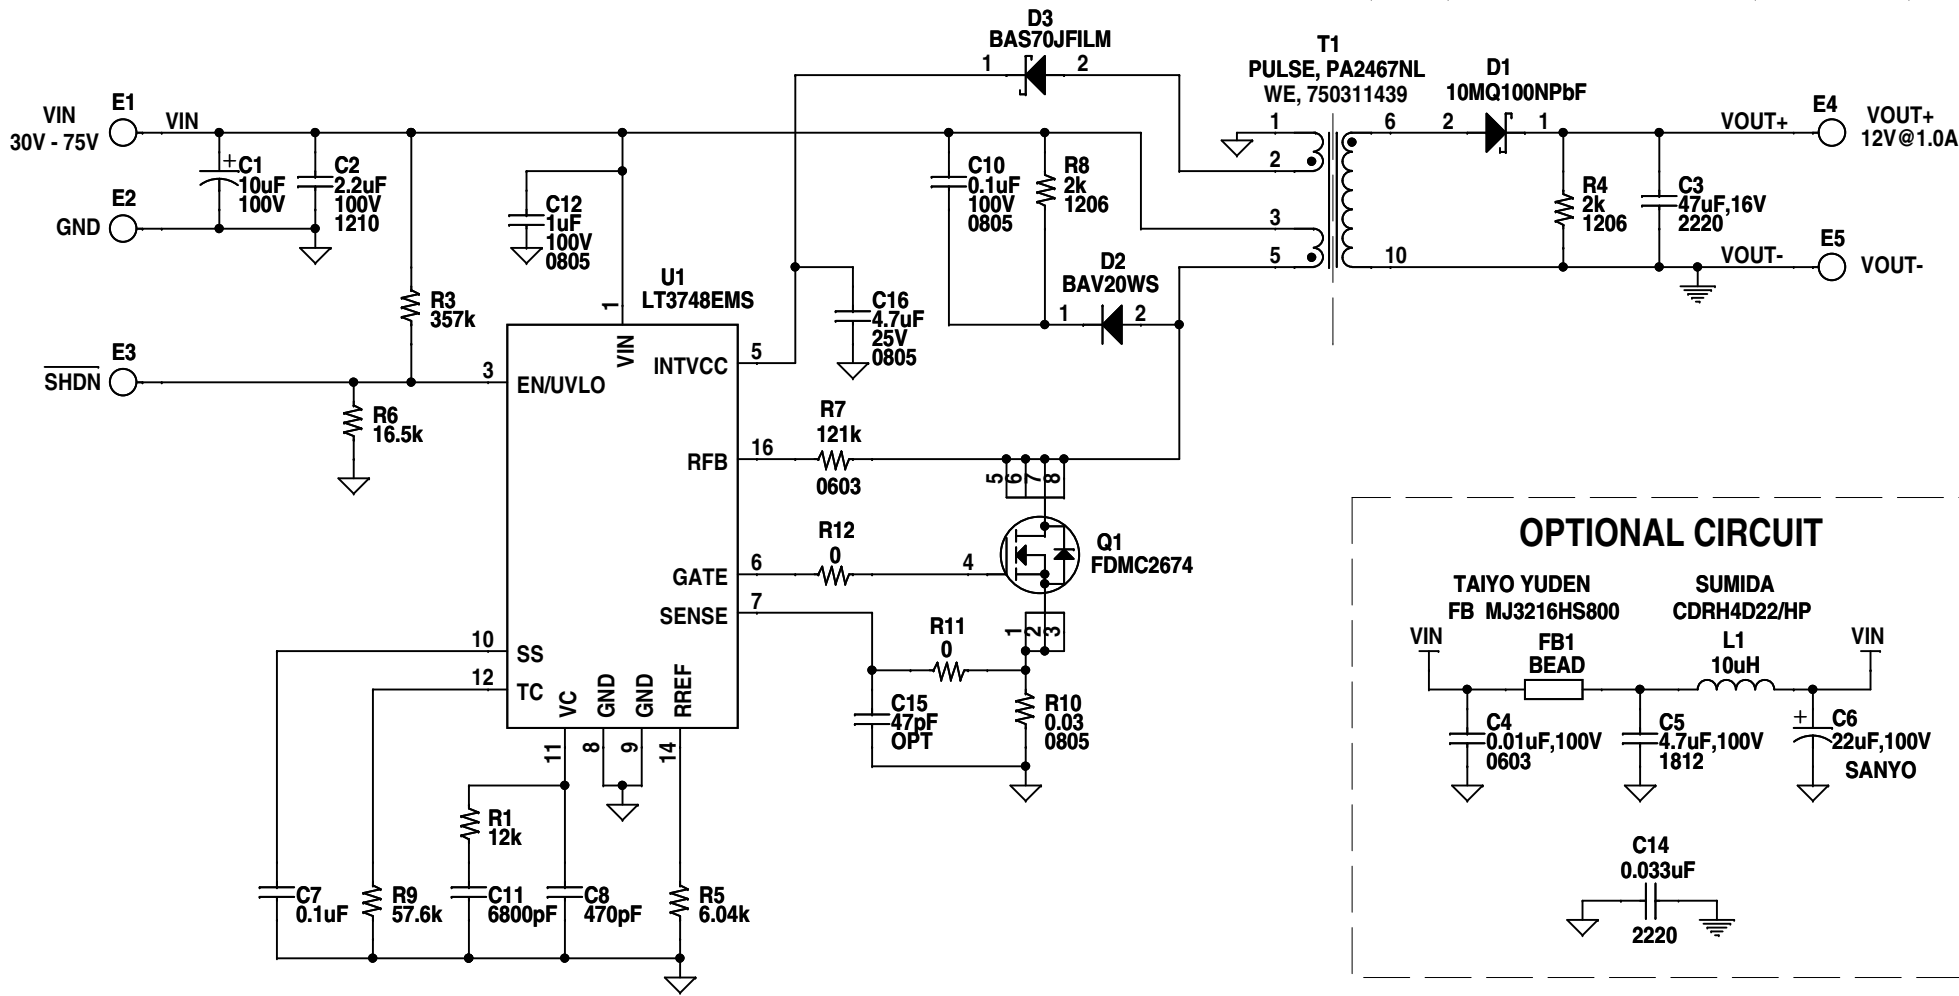 D3
BAS70JFILM
1
2
T1
PULSE, PA2467NL
WE, 750311439
D1
10MQ100NPbF
E1
VIN
30V - 75V
VIN
1
2
3
5
6
10
2
1
VOUT+
E4
VOUT+
12V@1.0A
C1
10uF
100V
+
C2
2.2uF
100V
1210
C12
1uF
100V
0805
C10
0.1uF
100V
0805
R8
2k
1206
R4
2k
1206
C3
47uF,16V
2220
E2
GND
VOUT-
E5
VOUT-
D2
BAV20WS
1
2
R3
357k
U1
LT3748EMS
1
VIN
C16
4.7uF
25V
0805
E3
SHDN
3
EN/UVLO
INTVCC
5
R6
16.5k
R7
121k
0603
RFB
16
5
6
7
8
R12
0
GATE
6
4
Q1
FDMC2674
SENSE
7
R11
0
1
2
3
10
SS
12
TC
VC
GND
GND
RREF
11
8
9
14
C15
47pF
OPT
R10
0.03
0805
R1
12k
C7
0.1uF
R9
57.6k
C11
6800pF
C8
470pF
R5
6.04k
OPTIONAL CIRCUIT
TAIYO YUDEN
FB MJ3216HS800
SUMIDA
CDRH4D22/HP
VIN
FB1
BEAD
L1
10uH
VIN
C4
0.01uF,100V
0603
C5
4.7uF,100V
1812
+
C6
22uF,100V
SANYO
C14
0.033uF
2220